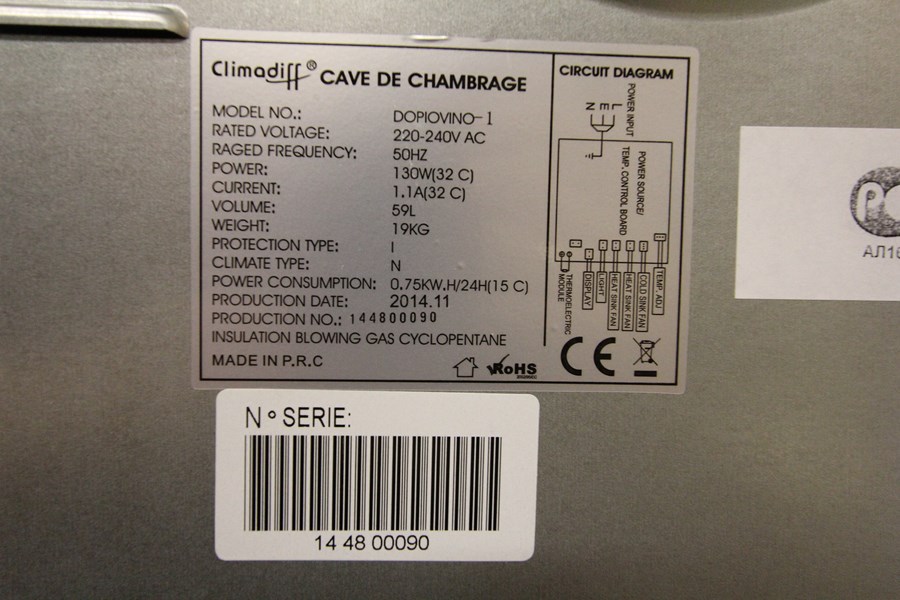 Climadiff® CAVE DE CHAMBRAGE
MODEL NO.: DOPIOVINO-1
RATED VOLTAGE: 220-240V AC
RAGED FREQUENCY: 50HZ
POWER: 130W(32 C)
CURRENT: 1.1A(32 C)
VOLUME: 59L
WEIGHT: 19KG
PROTECTION TYPE: I
CLIMATE TYPE: N
POWER CONSUMPTION: 0.75KW.H/24H(15 C)
PRODUCTION DATE: 2014.11
PRODUCTION NO.: 144800090
INSULATION BLOWING GAS CYCLOPENTANE
MADE IN P.R.C
RoHS
CE
CIRCUIT DIAGRAM
POWER INPUT
L
E
N
POWER SOURCE/
TEMP. CONTROL BOARD
TEMP ADJ
COLD SINK FAN
HEAT SINK FAN
HEAT SINK FAN
LIGHT
DISPLAY
THERMOELECTRIC
MODULE
N° SERIE:
14 48 00090
АЛ16